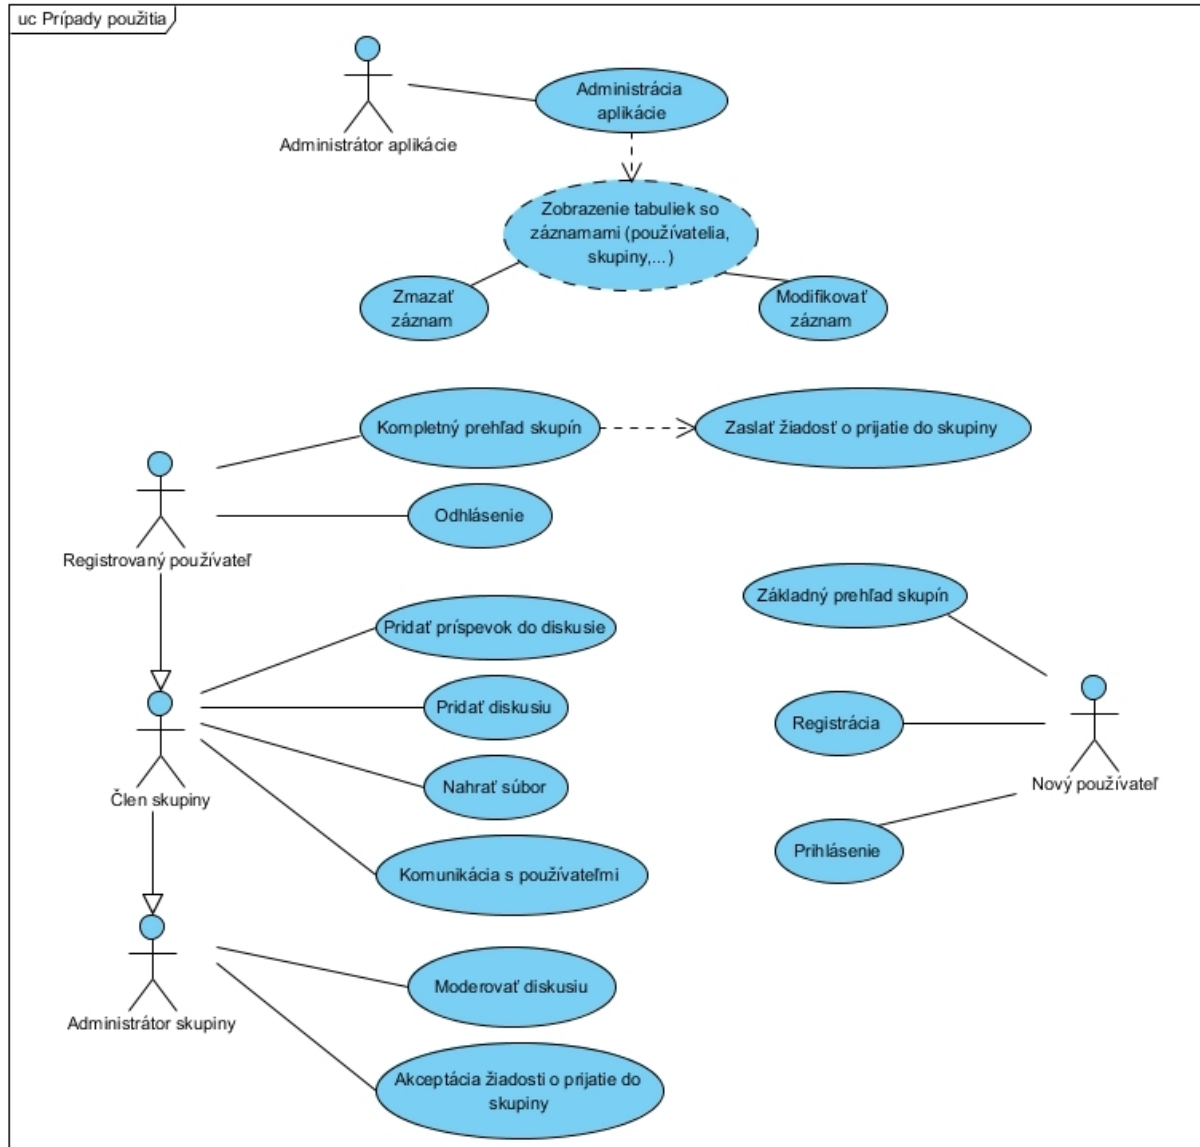 uc Prípady použitia
Administrácia
aplikácie
Administrátor aplikácie
Zobrazenie tabuliek so
záznamami (používatelia,
skupiny,...)
Zmazať
záznam
Modifikovať
záznam
Kompletný prehľad skupín
Zaslať žiadosť o prijatie do skupiny
Odhlásenie
Registrovaný používateľ
Základný prehľad skupín
Pridať príspevok do diskusie
Pridať diskusiu
Registrácia
Nahrať súbor
Nový používateľ
Člen skupiny
Prihlásenie
Komunikácia s používateľmi
Moderovať diskusiu
Administrátor skupiny
Akceptácia žiadosti o prijatie do
skupiny